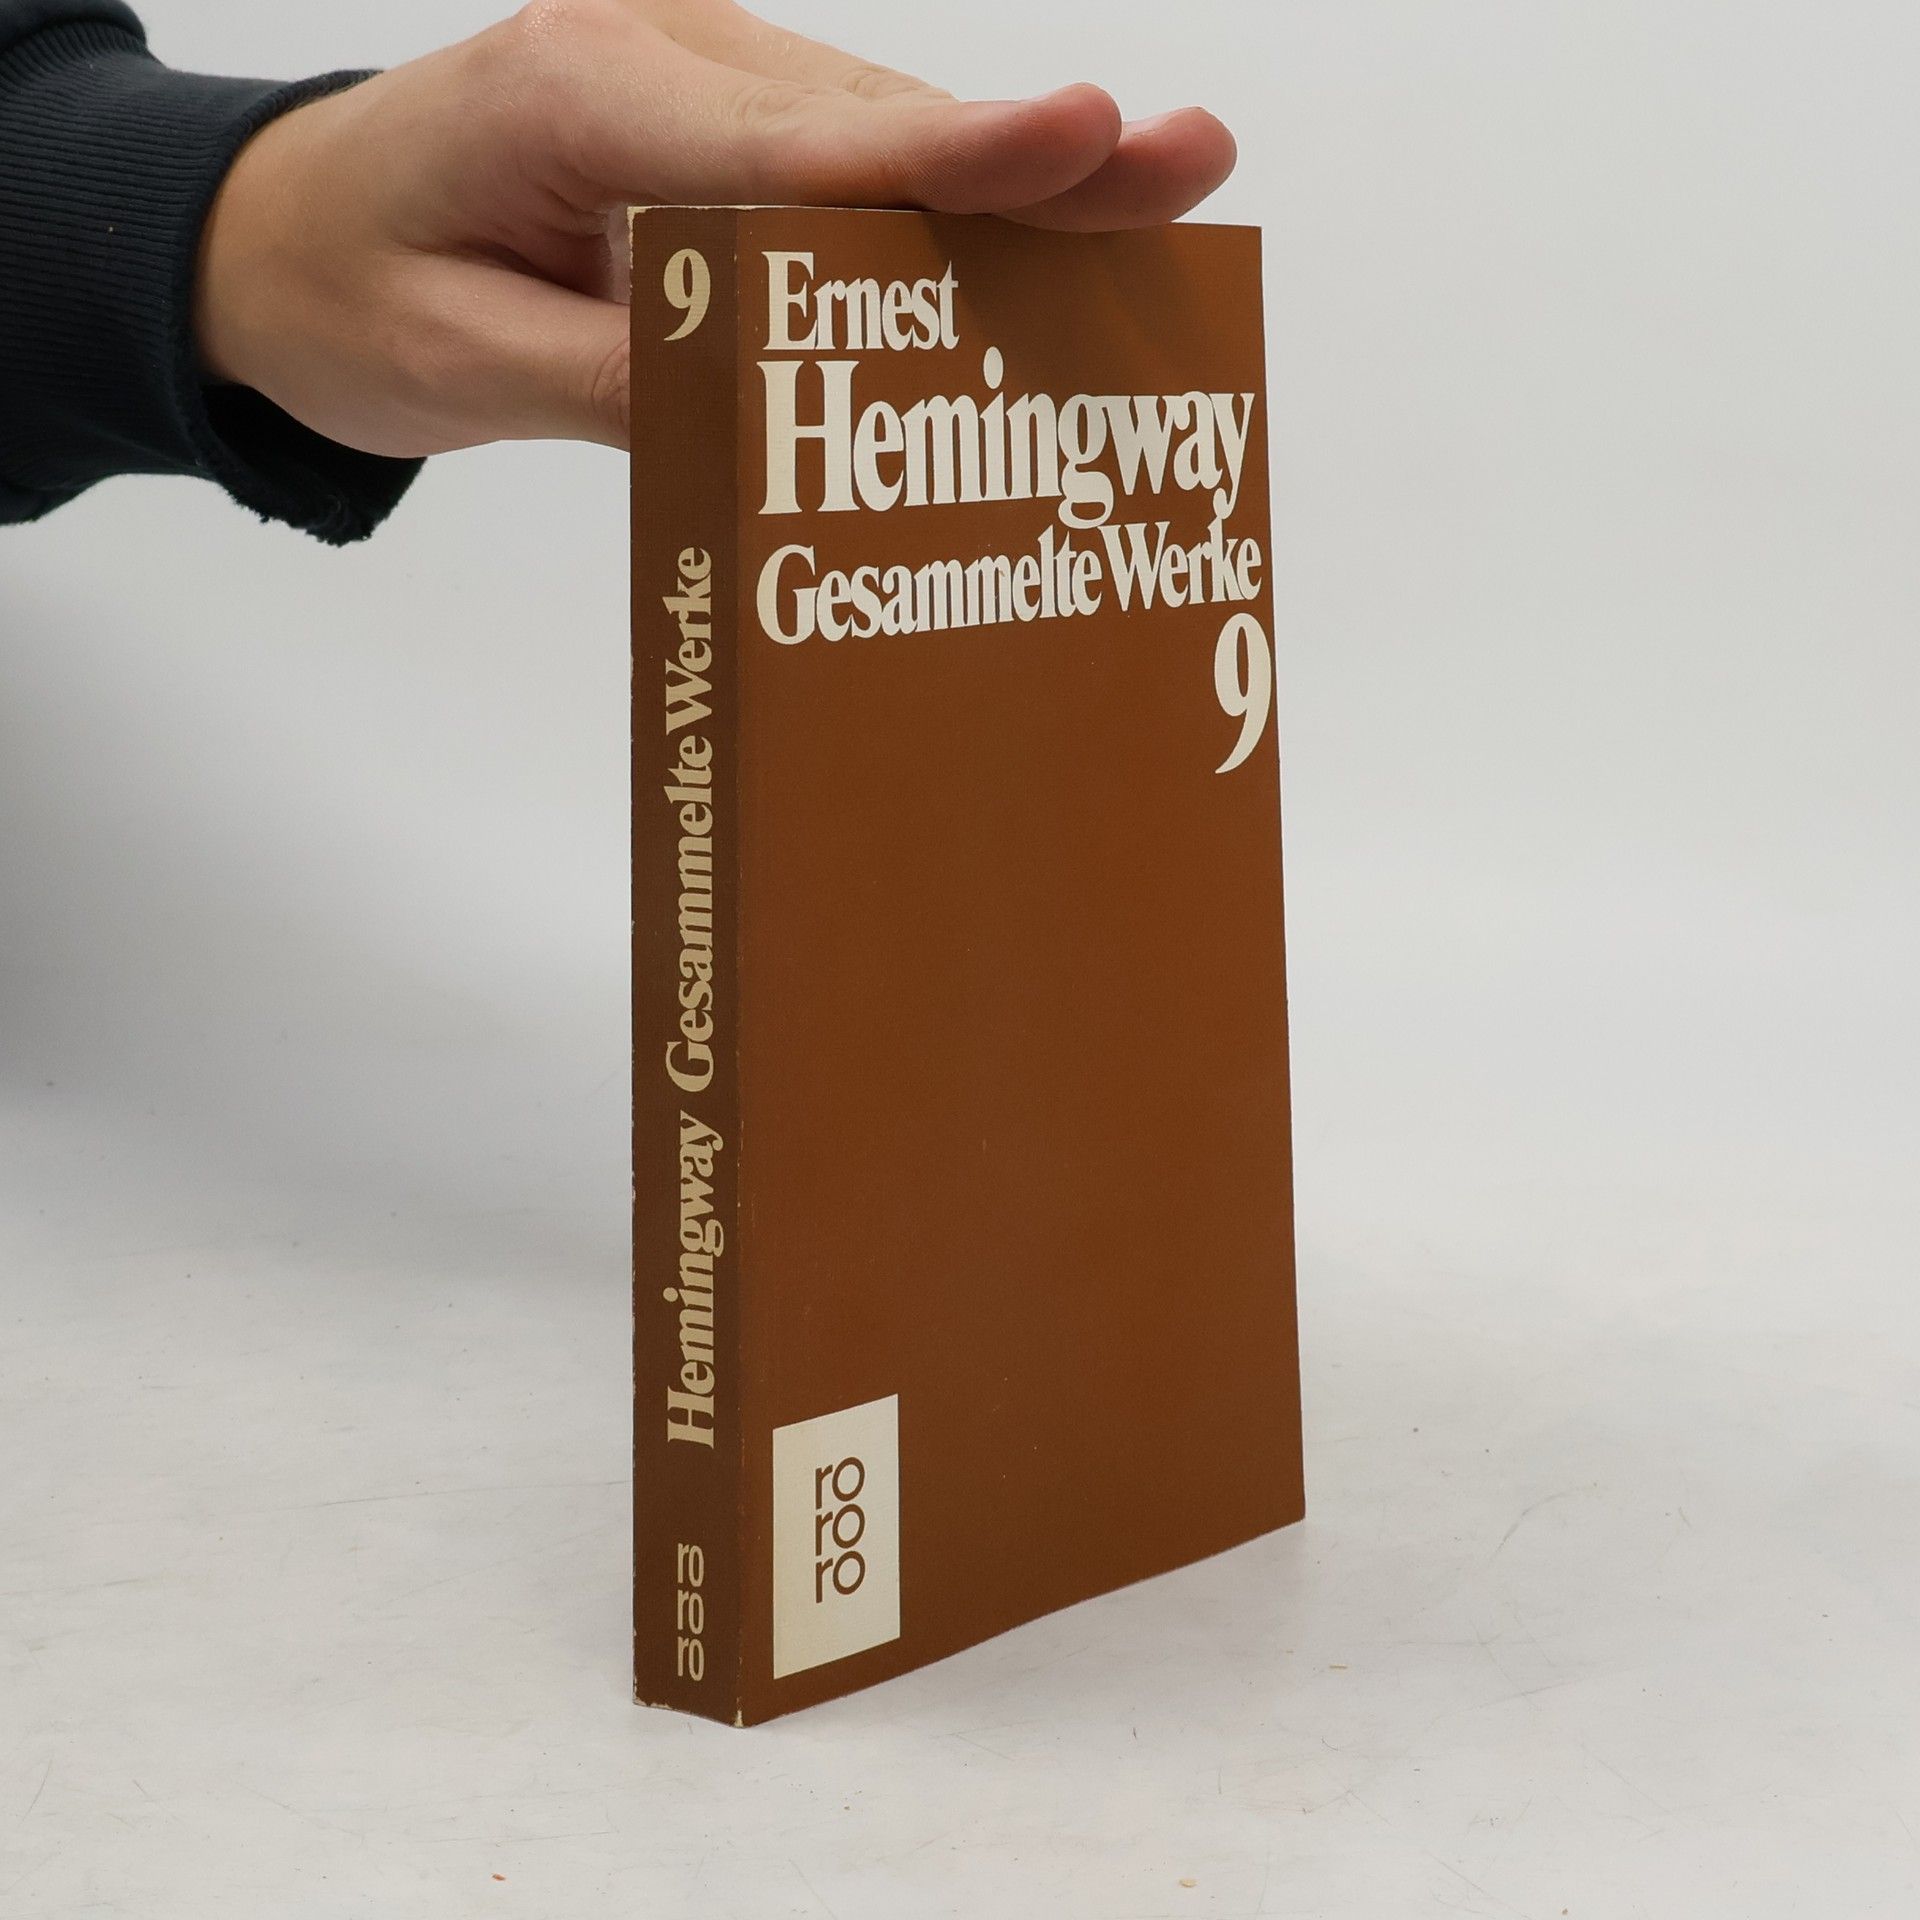 9
Hemingway Gesammelte Werke
ro
ro
ro
Ernest
Hemingway
Gesammelte Werke
9
ro
ro
ro